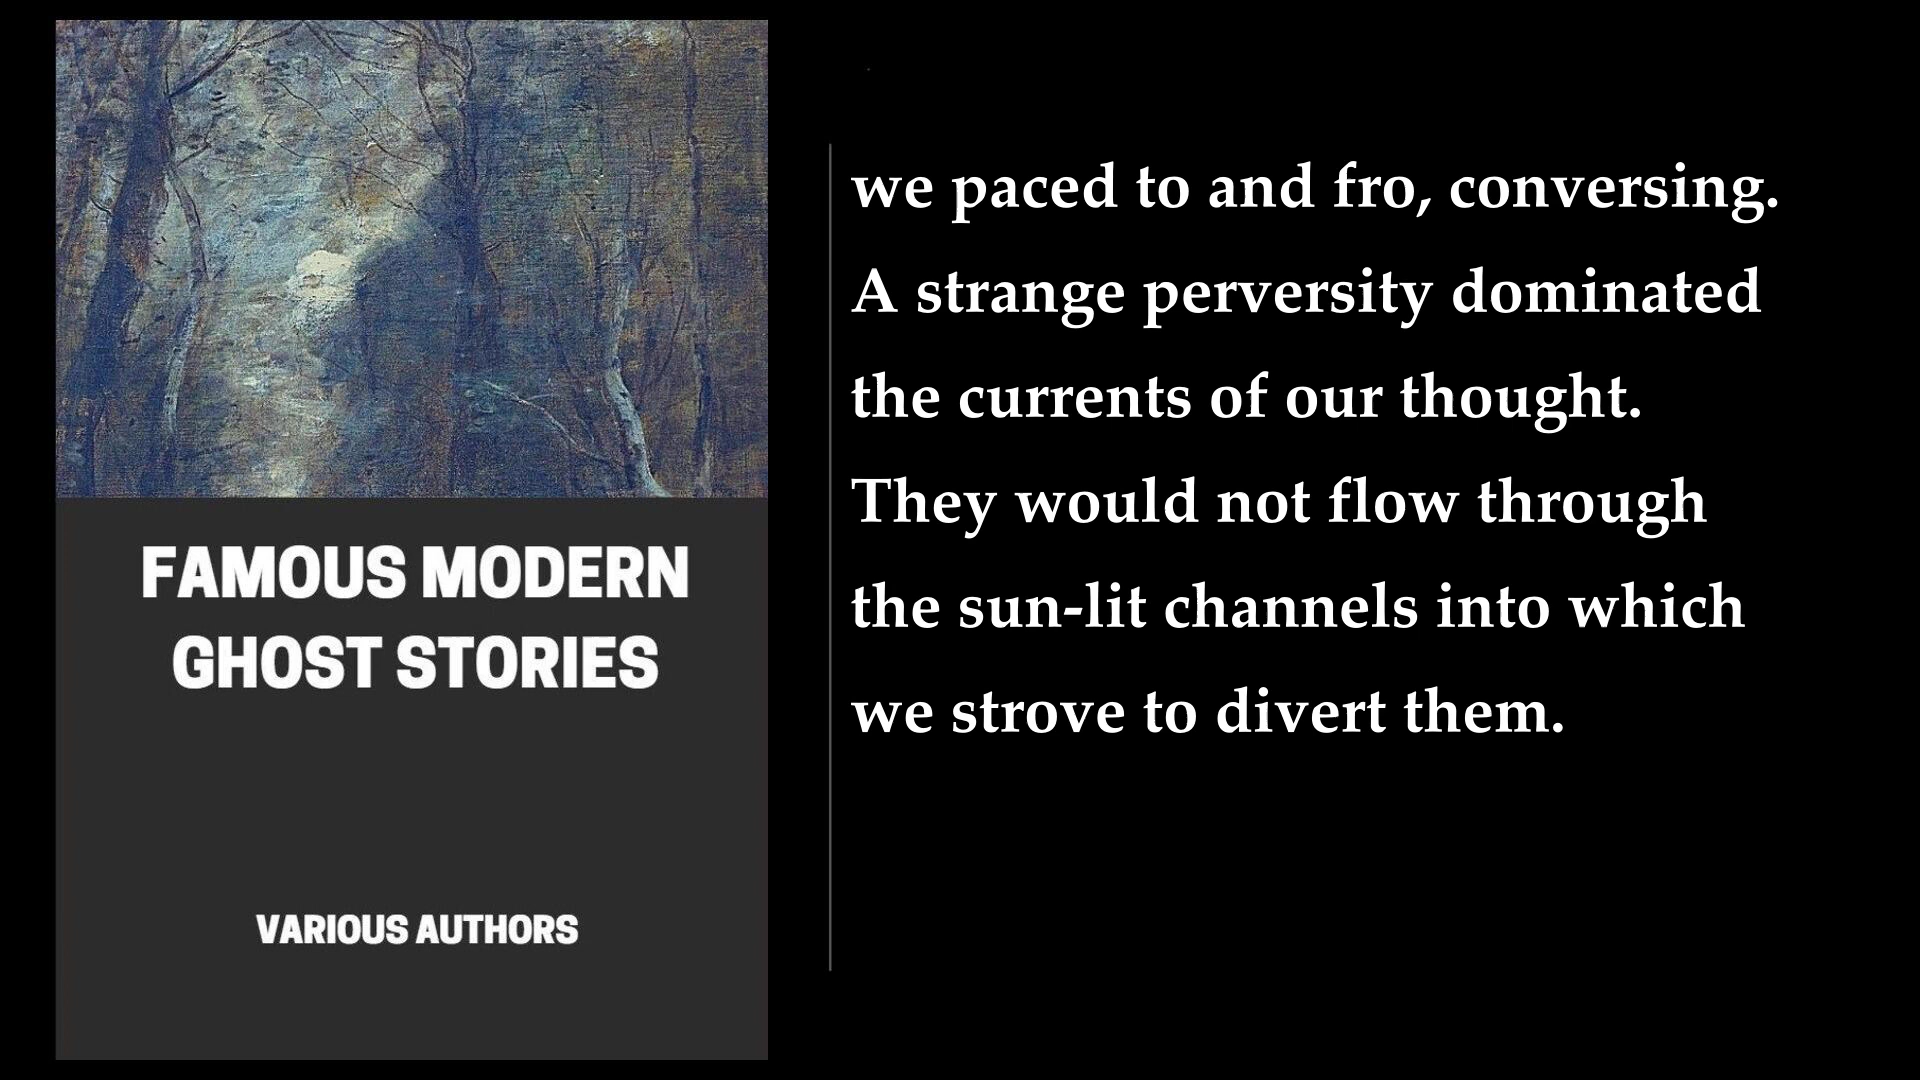 FAMOUS MODERN
GHOST STORIES
VARIOUS AUTHORS
we paced to and fro, conversing.
A strange perversity dominated
the currents of our thought.
They would not flow through
the sun-lit channels into which
we strove to divert them.